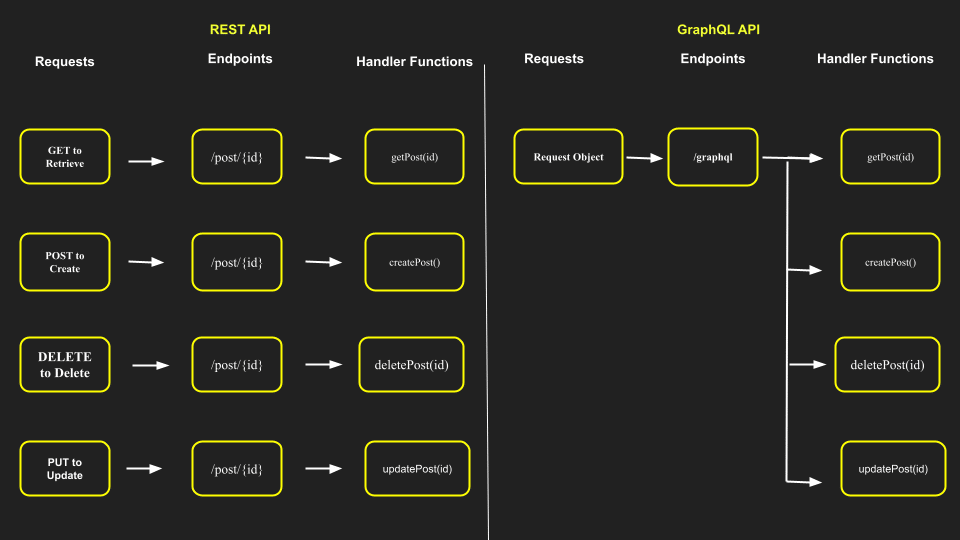 REST API
Requests
Endpoints
Handler Functions
GET to
Retrieve
/post/{id}
getPost(id)
POST to
Create
/post/{id}
createPost()
DELETE
to Delete
/post/{id}
deletePost(id)
PUT to
Update
/post/{id}
updatePost(id)
GraphQL API
Requests
Endpoints
Handler Functions
Request Object
/graphql
getPost(id)
createPost()
deletePost(id)
updatePost(id)